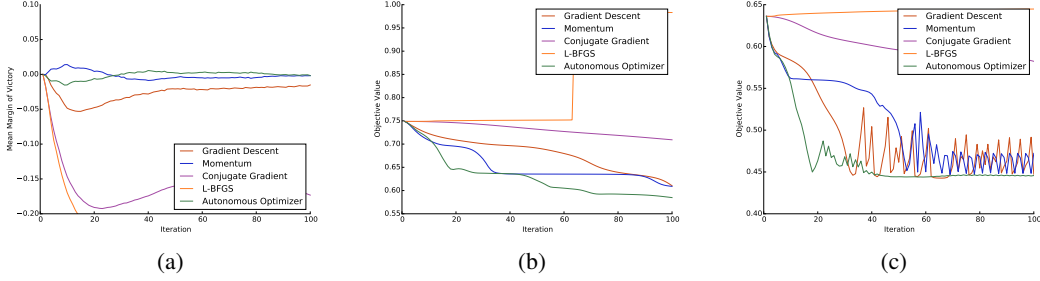 0.10
0.05
0.00
−0.05
−0.10
−0.15
−0.20
Mean Margin of Victory
Gradient Descent
Momentum
Conjugate Gradient
L-BFGS
Autonomous Optimizer
0 20 40 60 80 100
Iteration
(a)
1.00
0.95
0.90
0.85
0.80
0.75
0.70
0.65
0.60
0.55
Objective Value
Gradient Descent
Momentum
Conjugate Gradient
L-BFGS
Autonomous Optimizer
0 20 40 60 80 100
Iteration
(b)
0.65
0.60
0.55
0.50
0.45
0.40
Objective Value
Gradient Descent
Momentum
Conjugate Gradient
L-BFGS
Autonomous Optimizer
0 20 40 60 80 100
Iteration
(c)